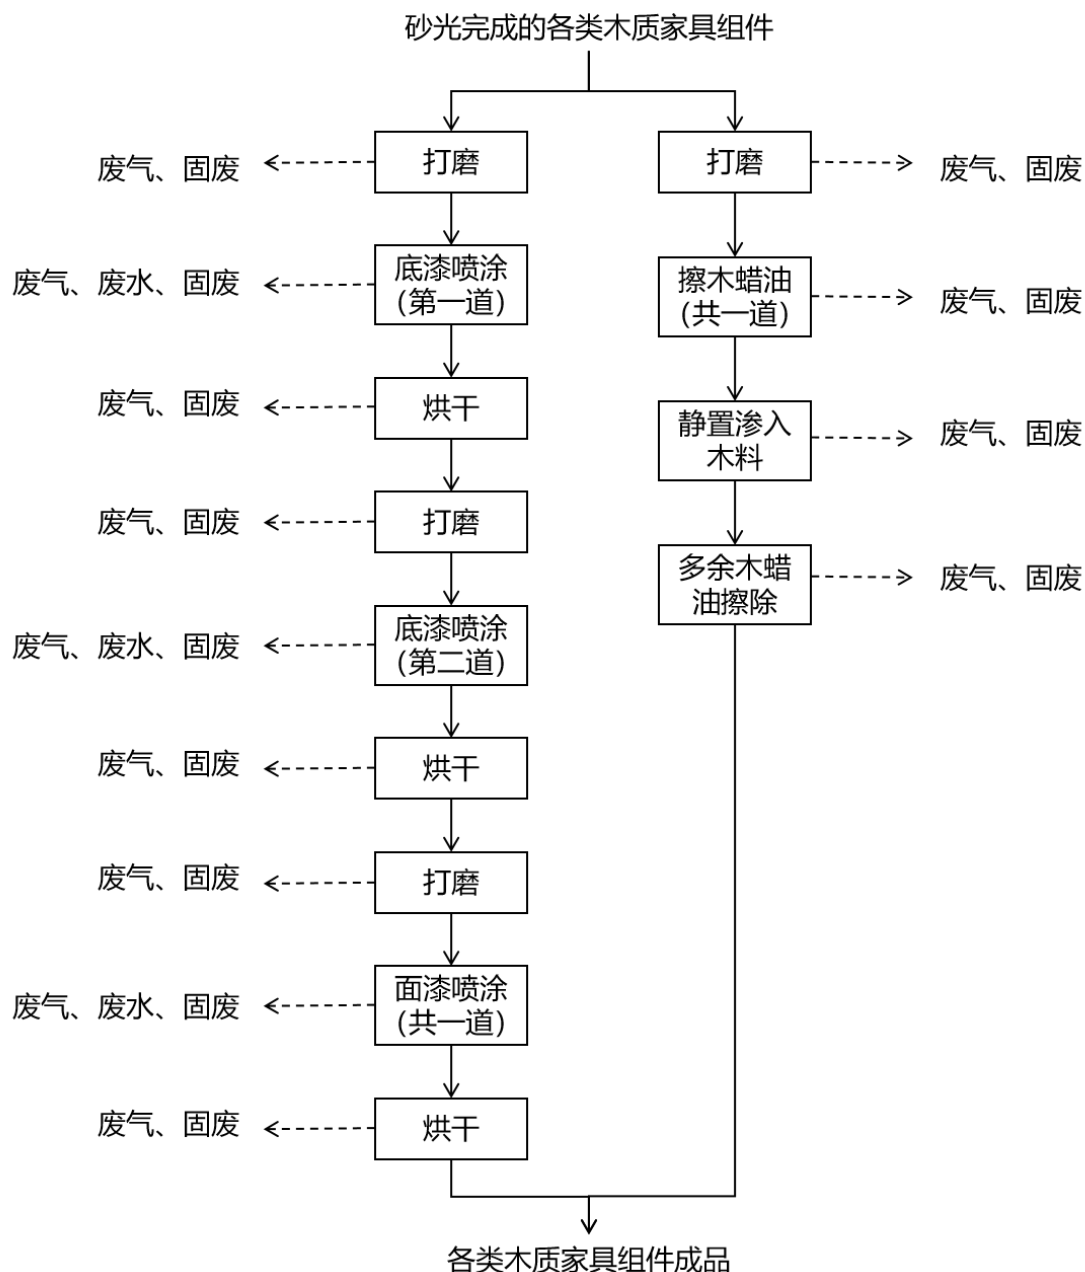 砂光完成的各类木质家具组件
废气、固废
打磨
打磨
废气、固废
废气、废水、固废
底漆喷涂
(第一道)
擦木蜡油
(共一道)
废气、固废
废气、固废
烘干
静置渗入
木料
废气、固废
废气、固废
打磨
多余木蜡
油擦除
废气、固废
废气、废水、固废
底漆喷涂
(第二道)
废气、固废
烘干
废气、固废
打磨
废气、废水、固废
面漆喷涂
(共一道)
废气、固废
烘干
各类木质家具组件成品